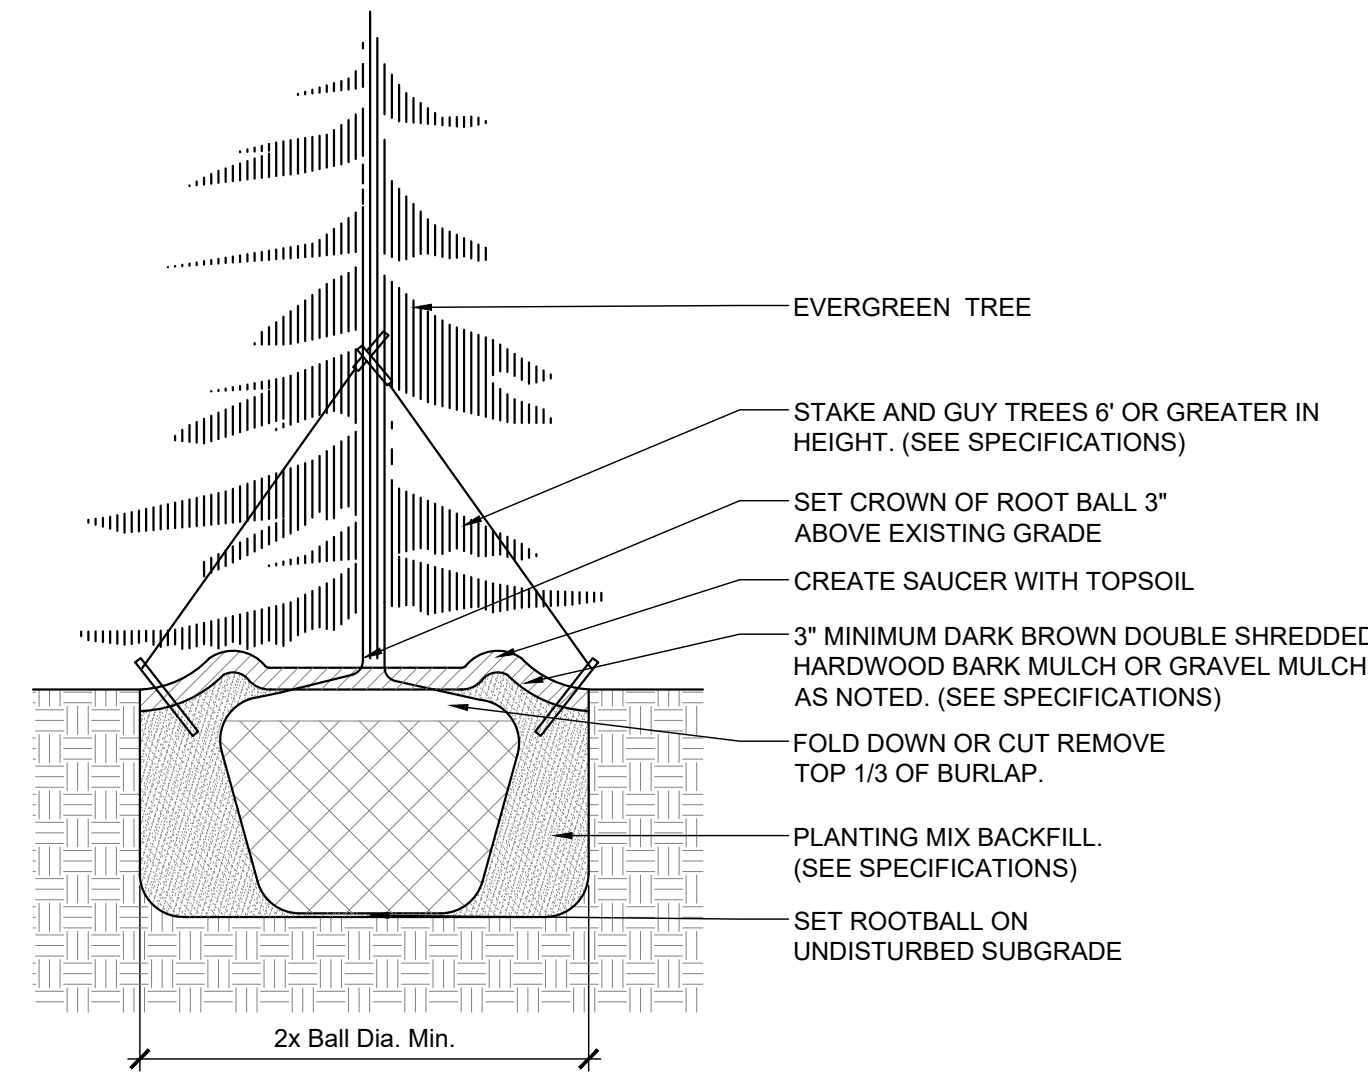 EVERGREEN TREE
STAKE AND GUY TREES 6' OR GREATER IN
HEIGHT. (SEE SPECIFICATIONS)
SET CROWN OF ROOT BALL 3"
ABOVE EXISTING GRADE
CREATE SAUCER WITH TOPSOIL
3" MINIMUM DARK BROWN DOUBLE SHREDDED
HARDWOOD BARK MULCH OR GRAVEL MULCH
AS NOTED. (SEE SPECIFICATIONS)
FOLD DOWN OR CUT REMOVE
TOP 1/3 OF BURLAP.
PLANTING MIX BACKFILL.
(SEE SPECIFICATIONS)
SET ROOTBALL ON
UNDISTURBED SUBGRADE
2x Ball Dia. Min.